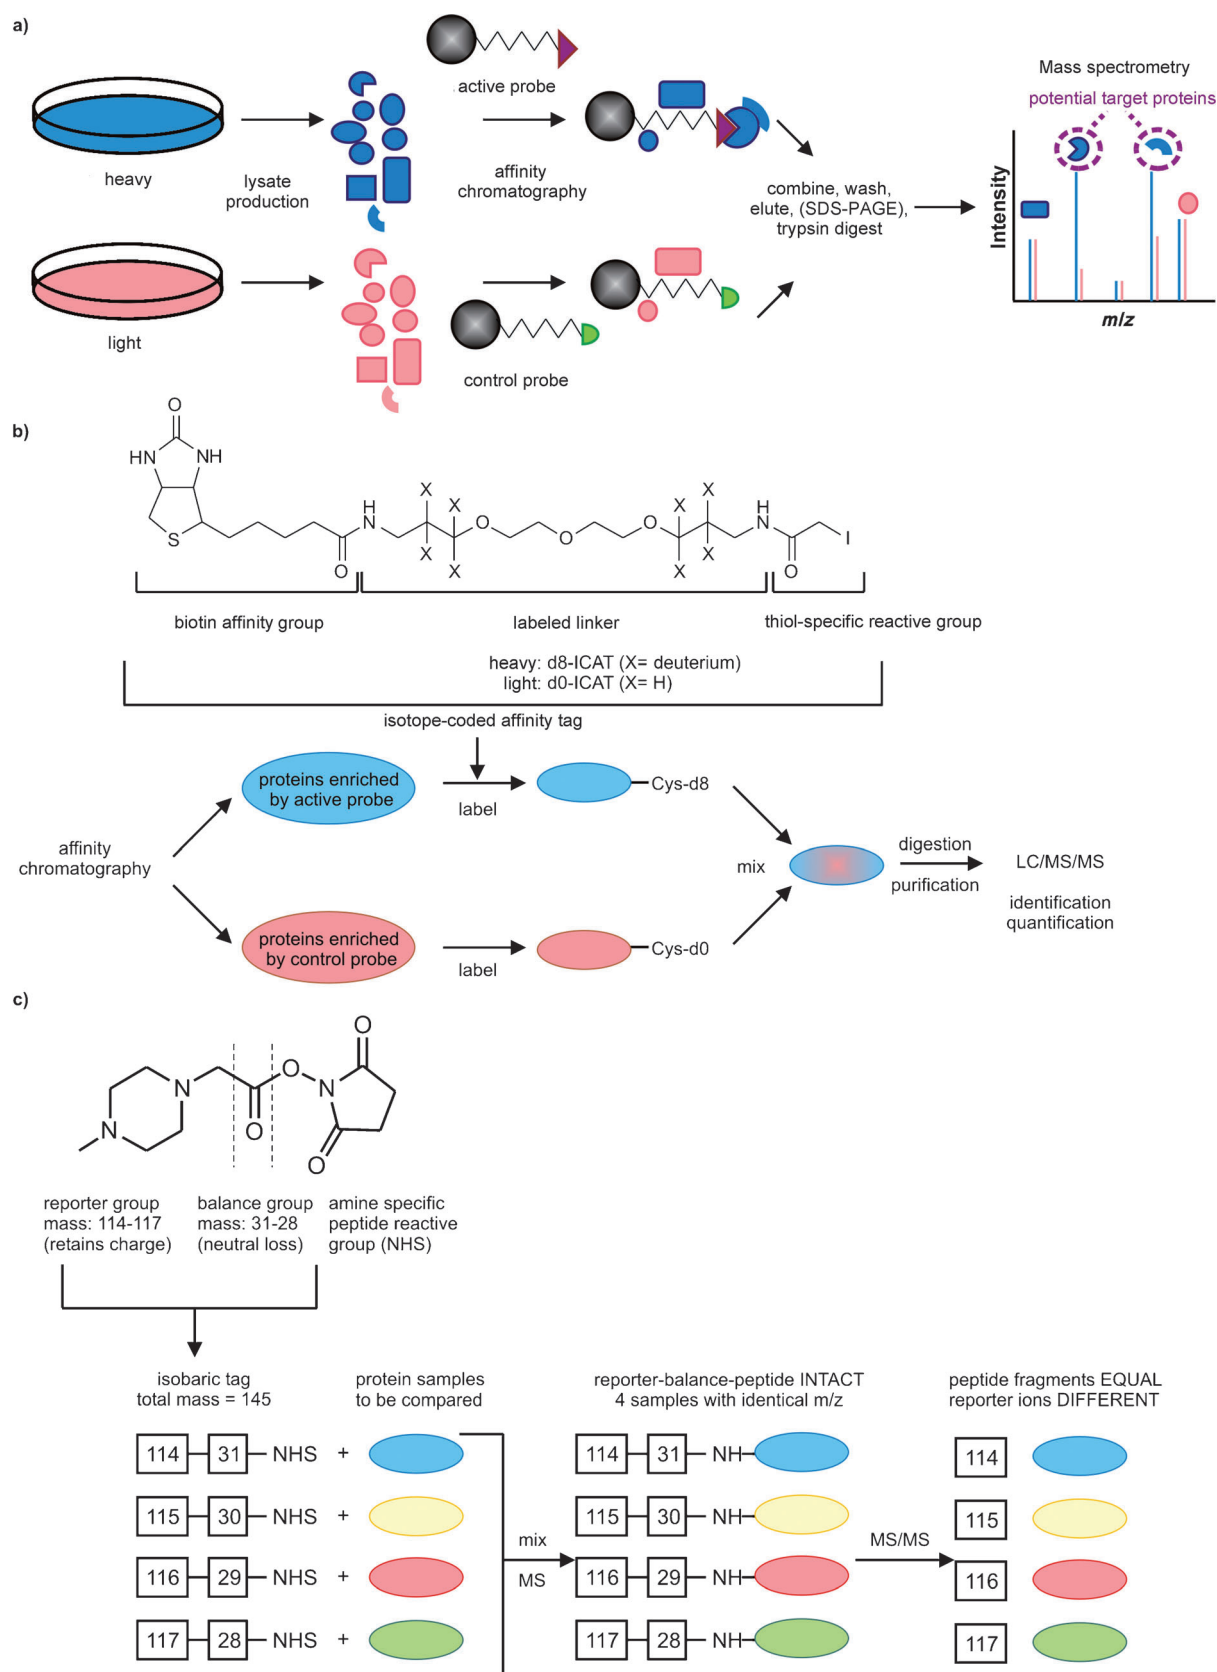 a)
active probe
Mass spectrometry
potential target proteins
heavy
lysate
production
affinity
chromatography
combine, wash,
elute, (SDS-PAGE),
trypsin digest
Intensity
m/z
light
control probe
b)
O
HN
NH
S
O
H
N
X
X
X
X
O
O
O
X
X
X
X
H
N
O
I
biotin affinity group
labeled linker
thiol-specific reactive group
heavy: d8-ICAT (X= deuterium)
light: d0-ICAT (X= H)
isotope-coded affinity tag
proteins enriched
by active probe
label
Cys-d8
affinity
chromatography
mix
digestion
purification
LC/MS/MS
identification
quantification
proteins enriched
by control probe
label
Cys-d0
c)
O
N
O
N
N
O
O
reporter group
mass: 114-117
(retains charge)
balance group
mass: 31-28
(neutral loss)
amine specific
peptide reactive
group (NHS)
isobaric tag
total mass = 145
protein samples
to be compared
reporter-balance-peptide INTACT
4 samples with identical m/z
peptide fragments EQUAL
reporter ions DIFFERENT
114 31 NHS +
114 31 NH
114
115 30 NHS +
115 30 NH
115
mix
MS
MS/MS
116 29 NHS +
116 29 NH
116
117 28 NHS +
117 28 NH
117